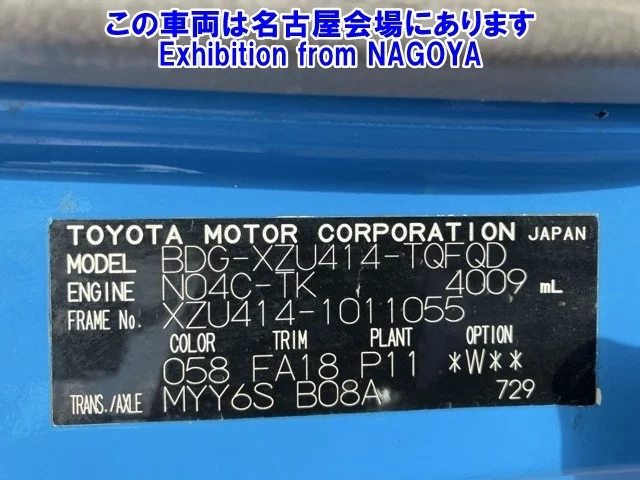 この車両は名古屋会場にあります
Exhibition from NAGOYA
TOYOTA MOTOR CORPORATION JAPAN
MODEL BDG-XZU414-TQFQD
ENGINE N04C-TK 4009 mL
FRAME No. XZU414-1011055
COLOR TRIM PLANT OPTION
058 FA18 P11 *W**
TRANS./AXLE MYY6S B08A 729